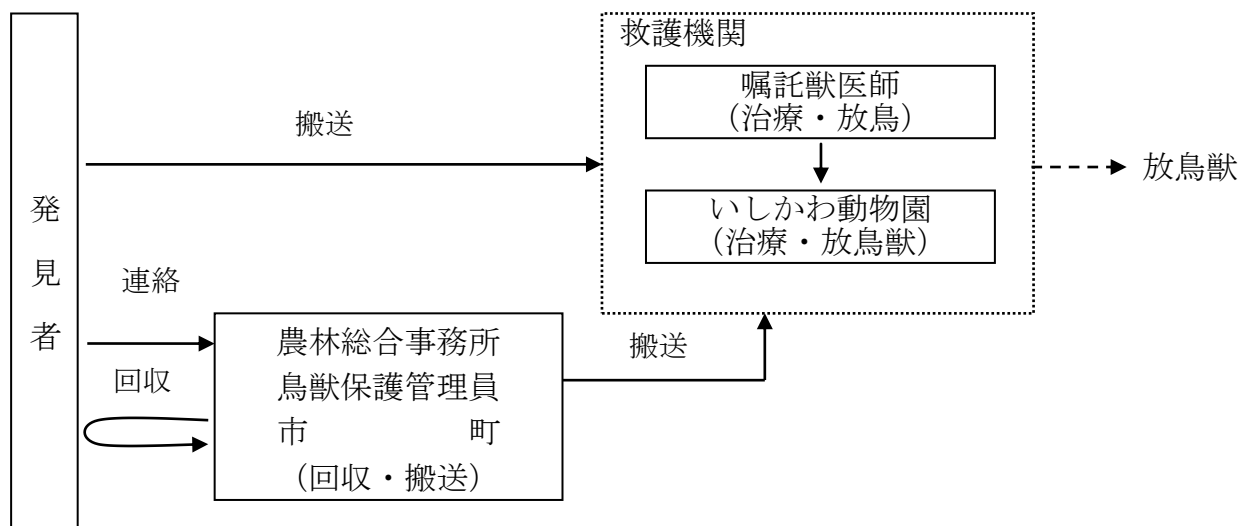 救護機関
嘱託獣医師
（治療・放鳥）
搬送
放鳥獣
いしかわ動物園
（治療・放鳥獣）
発見者
連絡
農林総合事務所
搬送
回収
鳥獣保護管理員
市　　　　　町
（回収・搬送）